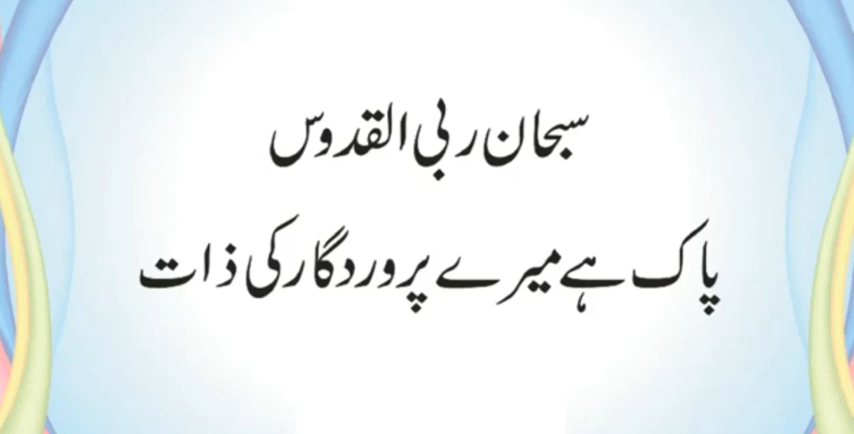 سبحان ربی القدوس
پاک ہے میرے پروردگار کی ذات